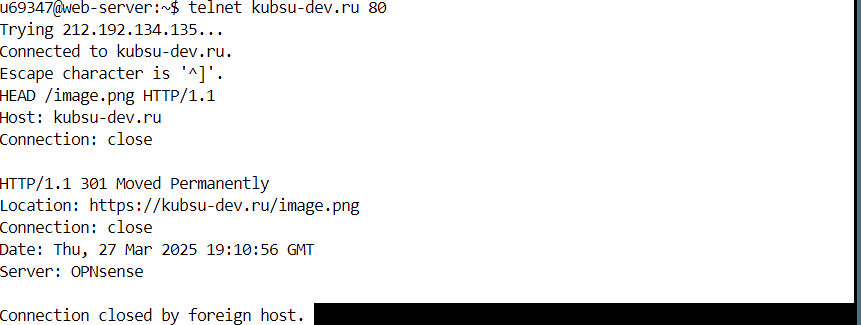 u69347@web-server:~$ telnet kubsu-dev.ru 80
Trying 212.192.134.135...
Connected to kubsu-dev.ru.
Escape character is '^]'.
HEAD /image.png HTTP/1.1
Host: kubsu-dev.ru
Connection: close

HTTP/1.1 301 Moved Permanently
Location: https://kubsu-dev.ru/image.png
Connection: close
Date: Thu, 27 Mar 2025 19:10:56 GMT
Server: OPNsense

Connection closed by foreign host.